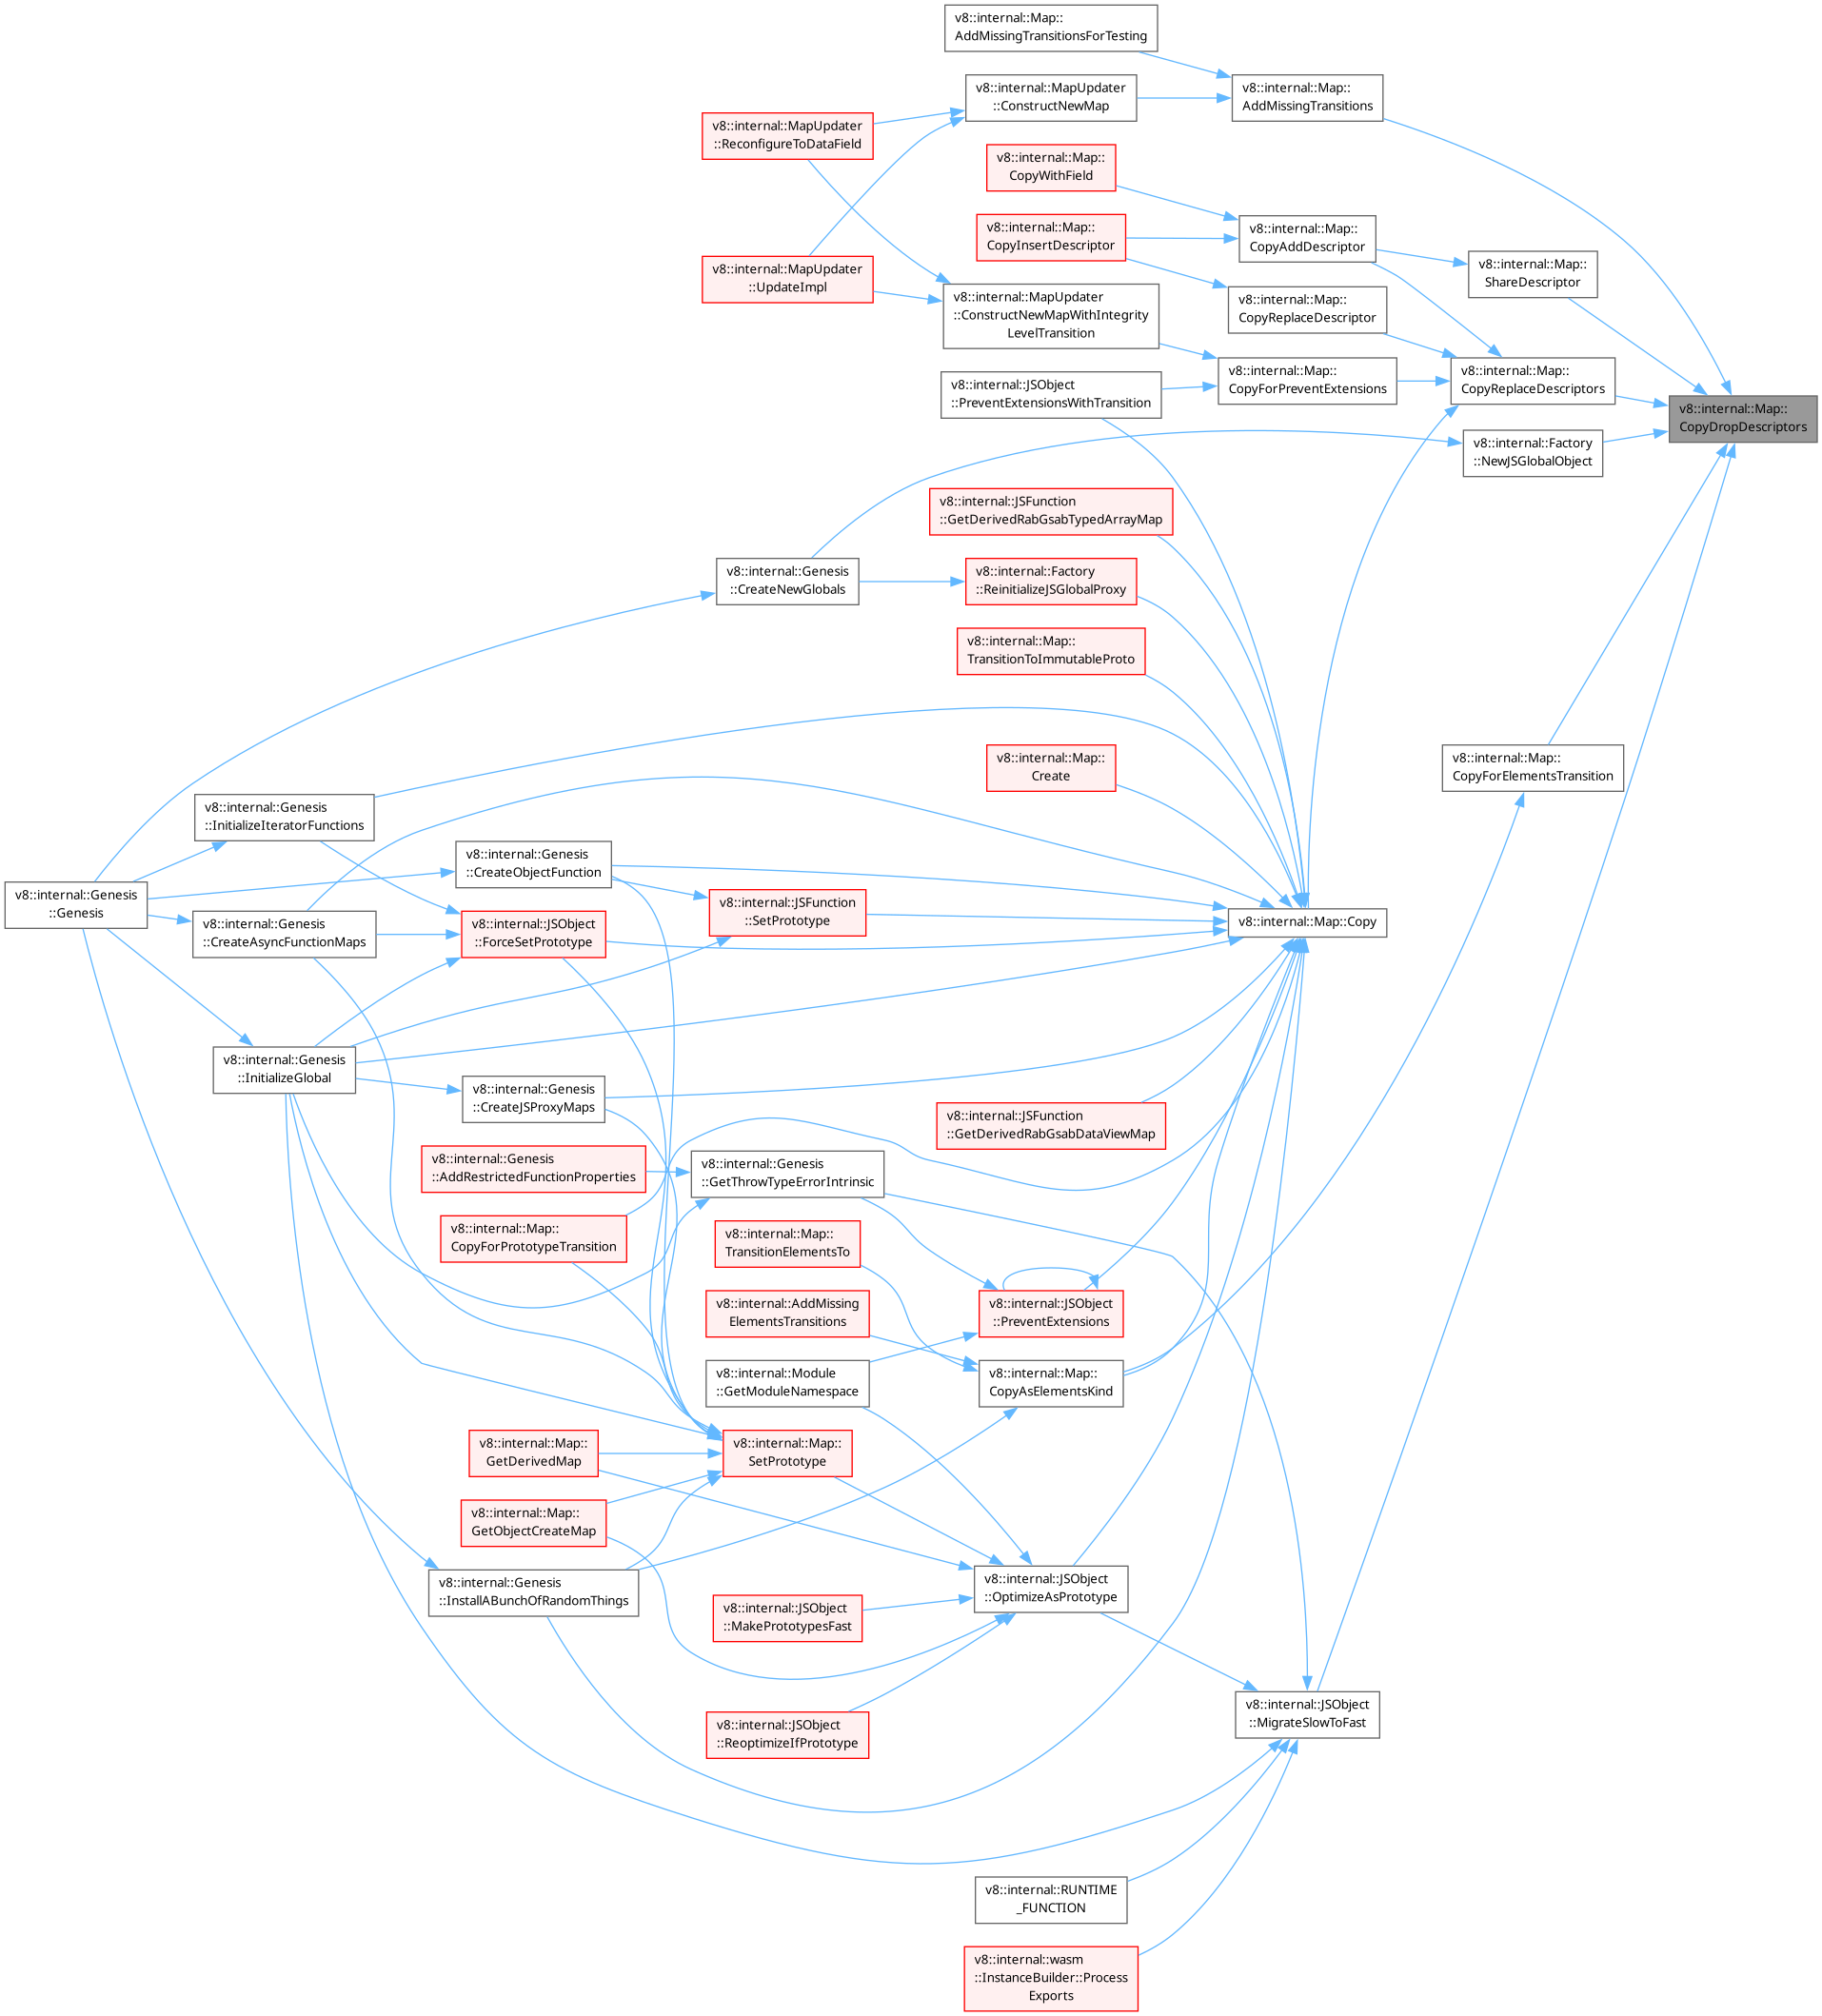 v8::internal::Map::
AddMissingTransitionsForTesting
v8::internal::MapUpdater
::ConstructNewMap
v8::internal::Map::
AddMissingTransitions
v8::internal::MapUpdater
::ReconfigureToDataField
v8::internal::Map::
CopyWithField
v8::internal::Map::
CopyInsertDescriptor
v8::internal::Map::
CopyAddDescriptor
v8::internal::Map::
ShareDescriptor
v8::internal::MapUpdater
::UpdateImpl
v8::internal::MapUpdater
::ConstructNewMapWithIntegrity
LevelTransition
v8::internal::Map::
CopyReplaceDescriptor
v8::internal::JSObject
::PreventExtensionsWithTransition
v8::internal::Map::
CopyForPreventExtensions
v8::internal::Map::
CopyReplaceDescriptors
v8::internal::Map::
CopyDropDescriptors
v8::internal::Factory
::NewJSGlobalObject
v8::internal::JSFunction
::GetDerivedRabGsabTypedArrayMap
v8::internal::Genesis
::CreateNewGlobals
v8::internal::Factory
::ReinitializeJSGlobalProxy
v8::internal::Map::
TransitionToImmutableProto
v8::internal::Map::
Create
v8::internal::Map::
CopyForElementsTransition
v8::internal::Genesis
::InitializeIteratorFunctions
v8::internal::Genesis
::CreateObjectFunction
v8::internal::Genesis
::Genesis
v8::internal::Genesis
::CreateAsyncFunctionMaps
v8::internal::JSObject
::ForceSetPrototype
v8::internal::JSFunction
::SetPrototype
v8::internal::Map::Copy
v8::internal::Genesis
::InitializeGlobal
v8::internal::Genesis
::CreateJSProxyMaps
v8::internal::JSFunction
::GetDerivedRabGsabDataViewMap
v8::internal::Genesis
::AddRestrictedFunctionProperties
v8::internal::Genesis
::GetThrowTypeErrorIntrinsic
v8::internal::Map::
CopyForPrototypeTransition
v8::internal::Map::
TransitionElementsTo
v8::internal::AddMissing
ElementsTransitions
v8::internal::JSObject
::PreventExtensions
v8::internal::Module
::GetModuleNamespace
v8::internal::Map::
CopyAsElementsKind
v8::internal::Map::
GetDerivedMap
v8::internal::Map::
SetPrototype
v8::internal::Map::
GetObjectCreateMap
v8::internal::Genesis
::InstallABunchOfRandomThings
v8::internal::JSObject
::MakePrototypesFast
v8::internal::JSObject
::OptimizeAsPrototype
v8::internal::JSObject
::ReoptimizeIfPrototype
v8::internal::JSObject
::MigrateSlowToFast
v8::internal::RUNTIME
_FUNCTION
v8::internal::wasm
::InstanceBuilder::Process
Exports